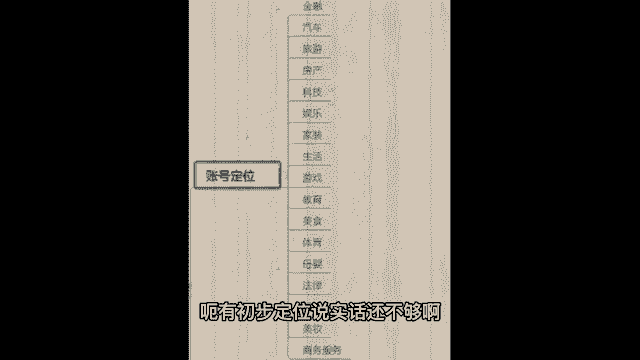 金融
汽车
旅游
房产
科技
娱乐
家装
生活
账号定位
游戏
教育
美食
体育
母婴
法律
呃有初步定位说实话还不够啊
美妆
商务服务